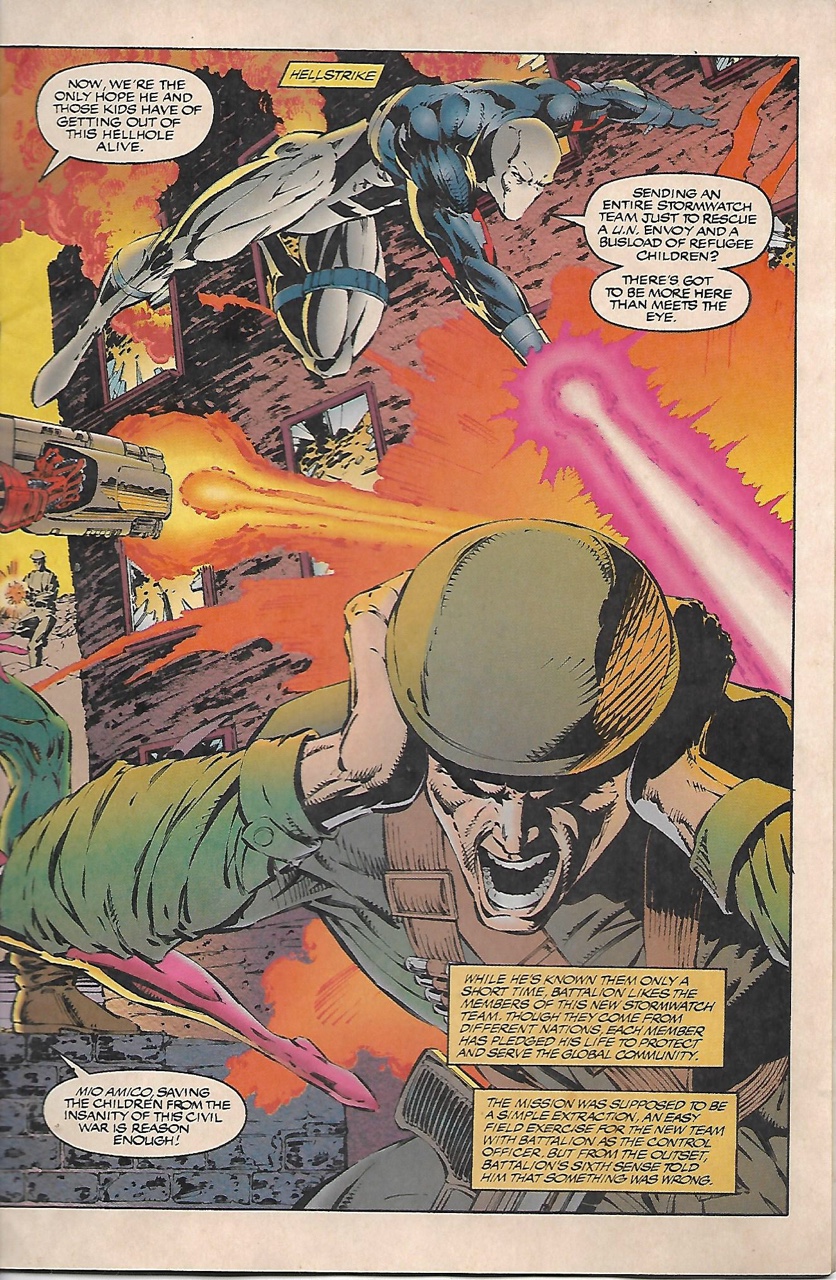 NOW, WE'RE THE
ONLY HOPE HE AND
THOSE KIDS HAVE OF
GETTING OUT OF
THIS HELLHOLE
ALIVE.
HELLSTRIKE
SENDING AN
ENTIRE STORMWATCH
TEAM JUST TO RESCUE
A U.N. ENVOY AND A
BUSLOAD OF REFUGEE
CHILDREN?
THERE'S GOT
TO BE MORE HERE
THAN MEETS THE
EYE.
WHILE HE'S KNOWN THEM ONLY A
SHORT TIME, BATTALION LIKES THE
MEMBERS OF THIS NEW STORMWATCH
TEAM. THOUGH THEY COME FROM
DIFFERENT NATIONS, EACH MEMBER
HAS PLEDGED HIS LIFE TO PROTECT
AND SERVE THE GLOBAL COMMUNITY.
MIO AMICO, SAVING
THE CHILDREN FROM THE
INSANITY OF THIS CIVIL
WAR IS REASON
ENOUGH!
THE MISSION WAS SUPPOSED TO BE
A SIMPLE EXTRACTION, AN EASY
FIELD EXERCISE FOR THE NEW TEAM
WITH BATTALION AS THE CONTROL
OFFICER. BUT FROM THE OUTSET,
BATTALION'S SIXTH SENSE TOLD
HIM THAT SOMETHING WAS WRONG.